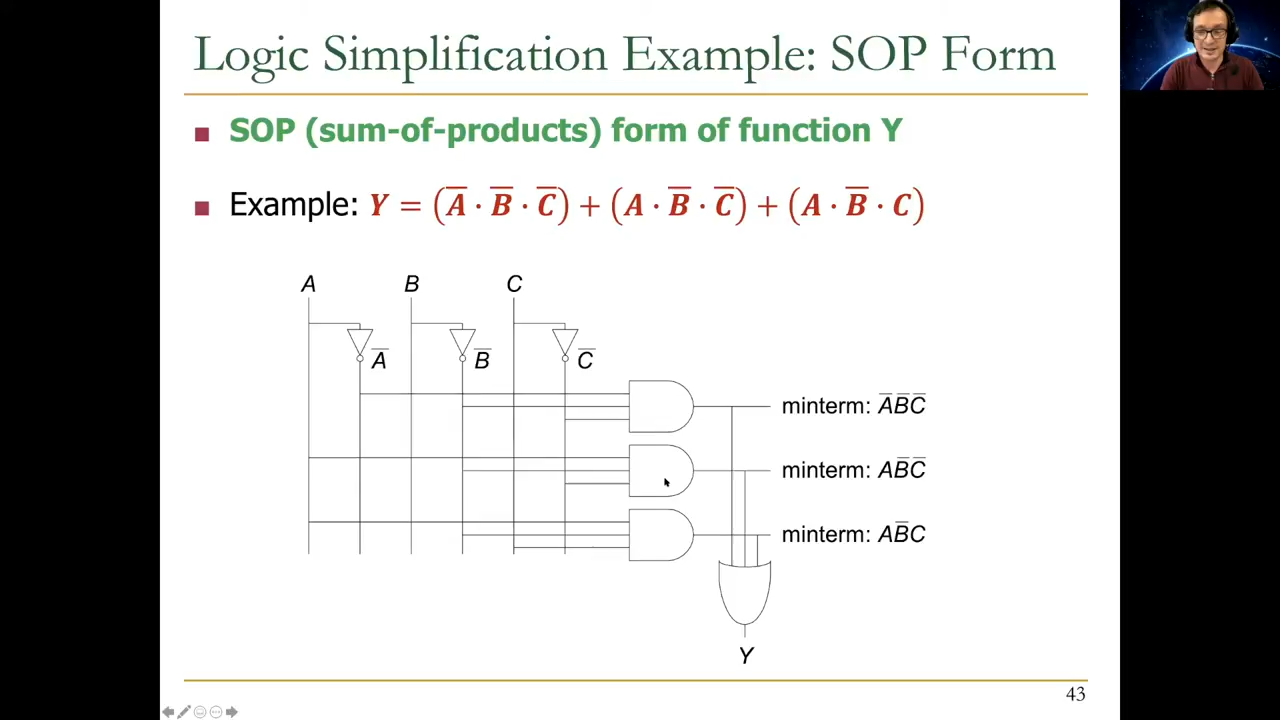 Logic Simplification Example: SOP Form
SOP (sum-of-products) form of function Y
Example: Y = (A̅ · B̅ · C̅) + (A · B̅ · C̅) + (A · B̅ · C)
A B C
A̅ B̅ C̅
minterm: A̅B̅C̅
minterm: AB̅C̅
minterm: AB̅C
Y
43